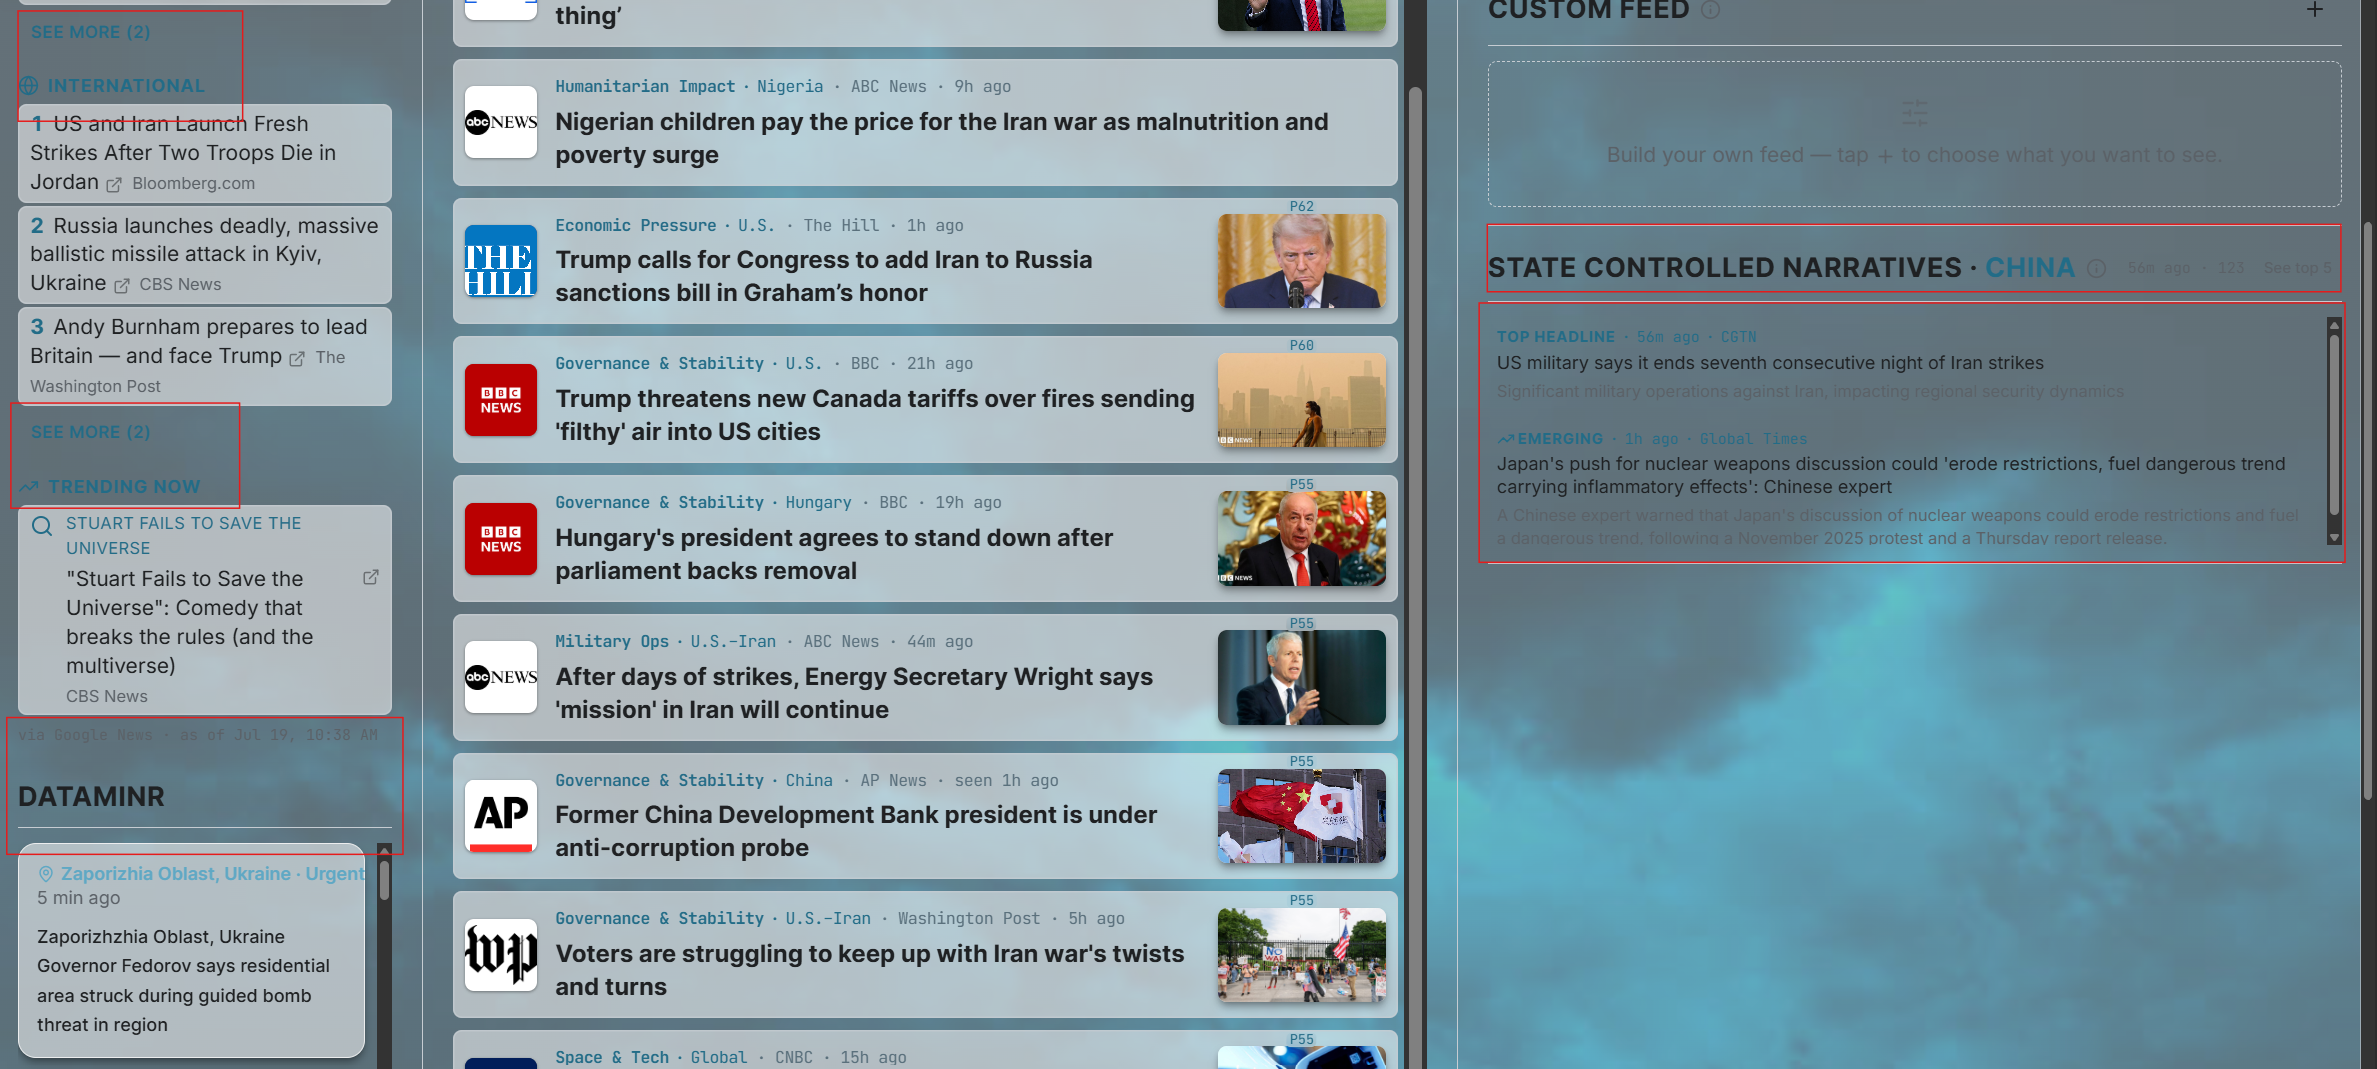 SEE MORE (2)
INTERNATIONAL
1 US and Iran Launch Fresh
Strikes After Two Troops Die in
Jordan Bloomberg.com
2 Russia launches deadly, massive
ballistic missile attack in Kyiv,
Ukraine CBS News
3 Andy Burnham prepares to lead
Britain — and face Trump The
Washington Post
SEE MORE (2)
TRENDING NOW
STUART FAILS TO SAVE THE
UNIVERSE
"Stuart Fails to Save the
Universe": Comedy that
breaks the rules (and the
multiverse)
CBS News
via Google News · as of Jul 19, 10:38 AM
DATAMINR
Zaporizhia Oblast, Ukraine · Urgent
5 min ago
Zaporizhzhia Oblast, Ukraine
Governor Fedorov says residential
area struck during guided bomb
threat in region
thing’
Humanitarian Impact · Nigeria · ABC News · 9h ago
abc NEWS
Nigerian children pay the price for the Iran war as malnutrition and
poverty surge
P62
Economic Pressure · U.S. · The Hill · 1h ago
THE
HILL
Trump calls for Congress to add Iran to Russia
sanctions bill in Graham’s honor
P60
Governance & Stability · U.S. · BBC · 21h ago
BBC
NEWS
Trump threatens new Canada tariffs over fires sending
'filthy' air into US cities
BBC NEWS
P55
Governance & Stability · Hungary · BBC · 19h ago
BBC
NEWS
Hungary's president agrees to stand down after
parliament backs removal
BBC NEWS
P55
Military Ops · U.S.–Iran · ABC News · 44m ago
abc NEWS
After days of strikes, Energy Secretary Wright says
'mission' in Iran will continue
P55
Governance & Stability · China · AP News · seen 1h ago
AP
Former China Development Bank president is under
anti-corruption probe
P55
Governance & Stability · U.S.–Iran · Washington Post · 5h ago
wp
Voters are struggling to keep up with Iran war's twists
and turns
NO
WAR
P55
Space & Tech · Global · CNBC · 15h ago
CUSTOM FEED
Build your own feed — tap + to choose what you want to see.
STATE CONTROLLED NARRATIVES · CHINA 56m ago · 123 See top 5
TOP HEADLINE · 56m ago · CGTN
US military says it ends seventh consecutive night of Iran strikes
Significant military operations against Iran, impacting regional security dynamics
EMERGING · 1h ago · Global Times
Japan's push for nuclear weapons discussion could 'erode restrictions, fuel dangerous trend
carrying inflammatory effects': Chinese expert
A Chinese expert warned that Japan's discussion of nuclear weapons could erode restrictions and fuel
a dangerous trend, following a November 2025 protest and a Thursday report release.